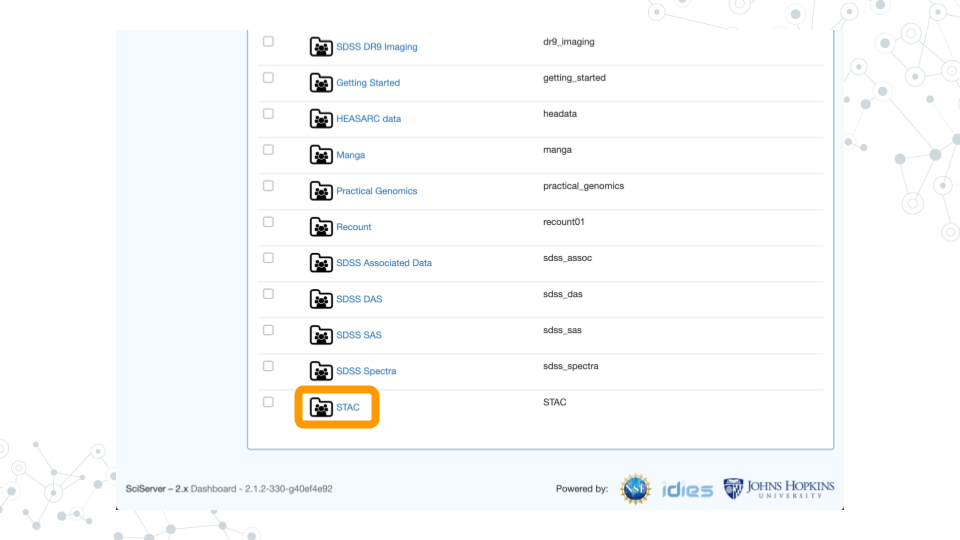 SDSS DR9 Imaging dr9_imaging
Getting Started getting_started
HEASARC data headata
Manga manga
Practical Genomics practical_genomics
Recount recount01
SDSS Associated Data sdss_assoc
SDSS DAS sdss_das
SDSS SAS sdss_sas
SDSS Spectra sdss_spectra
STAC STAC
SciServer – 2.x Dashboard - 2.1.2-330-g40ef4e92 Powered by: NSF idies JOHNS HOPKINS
UNIVERSITY